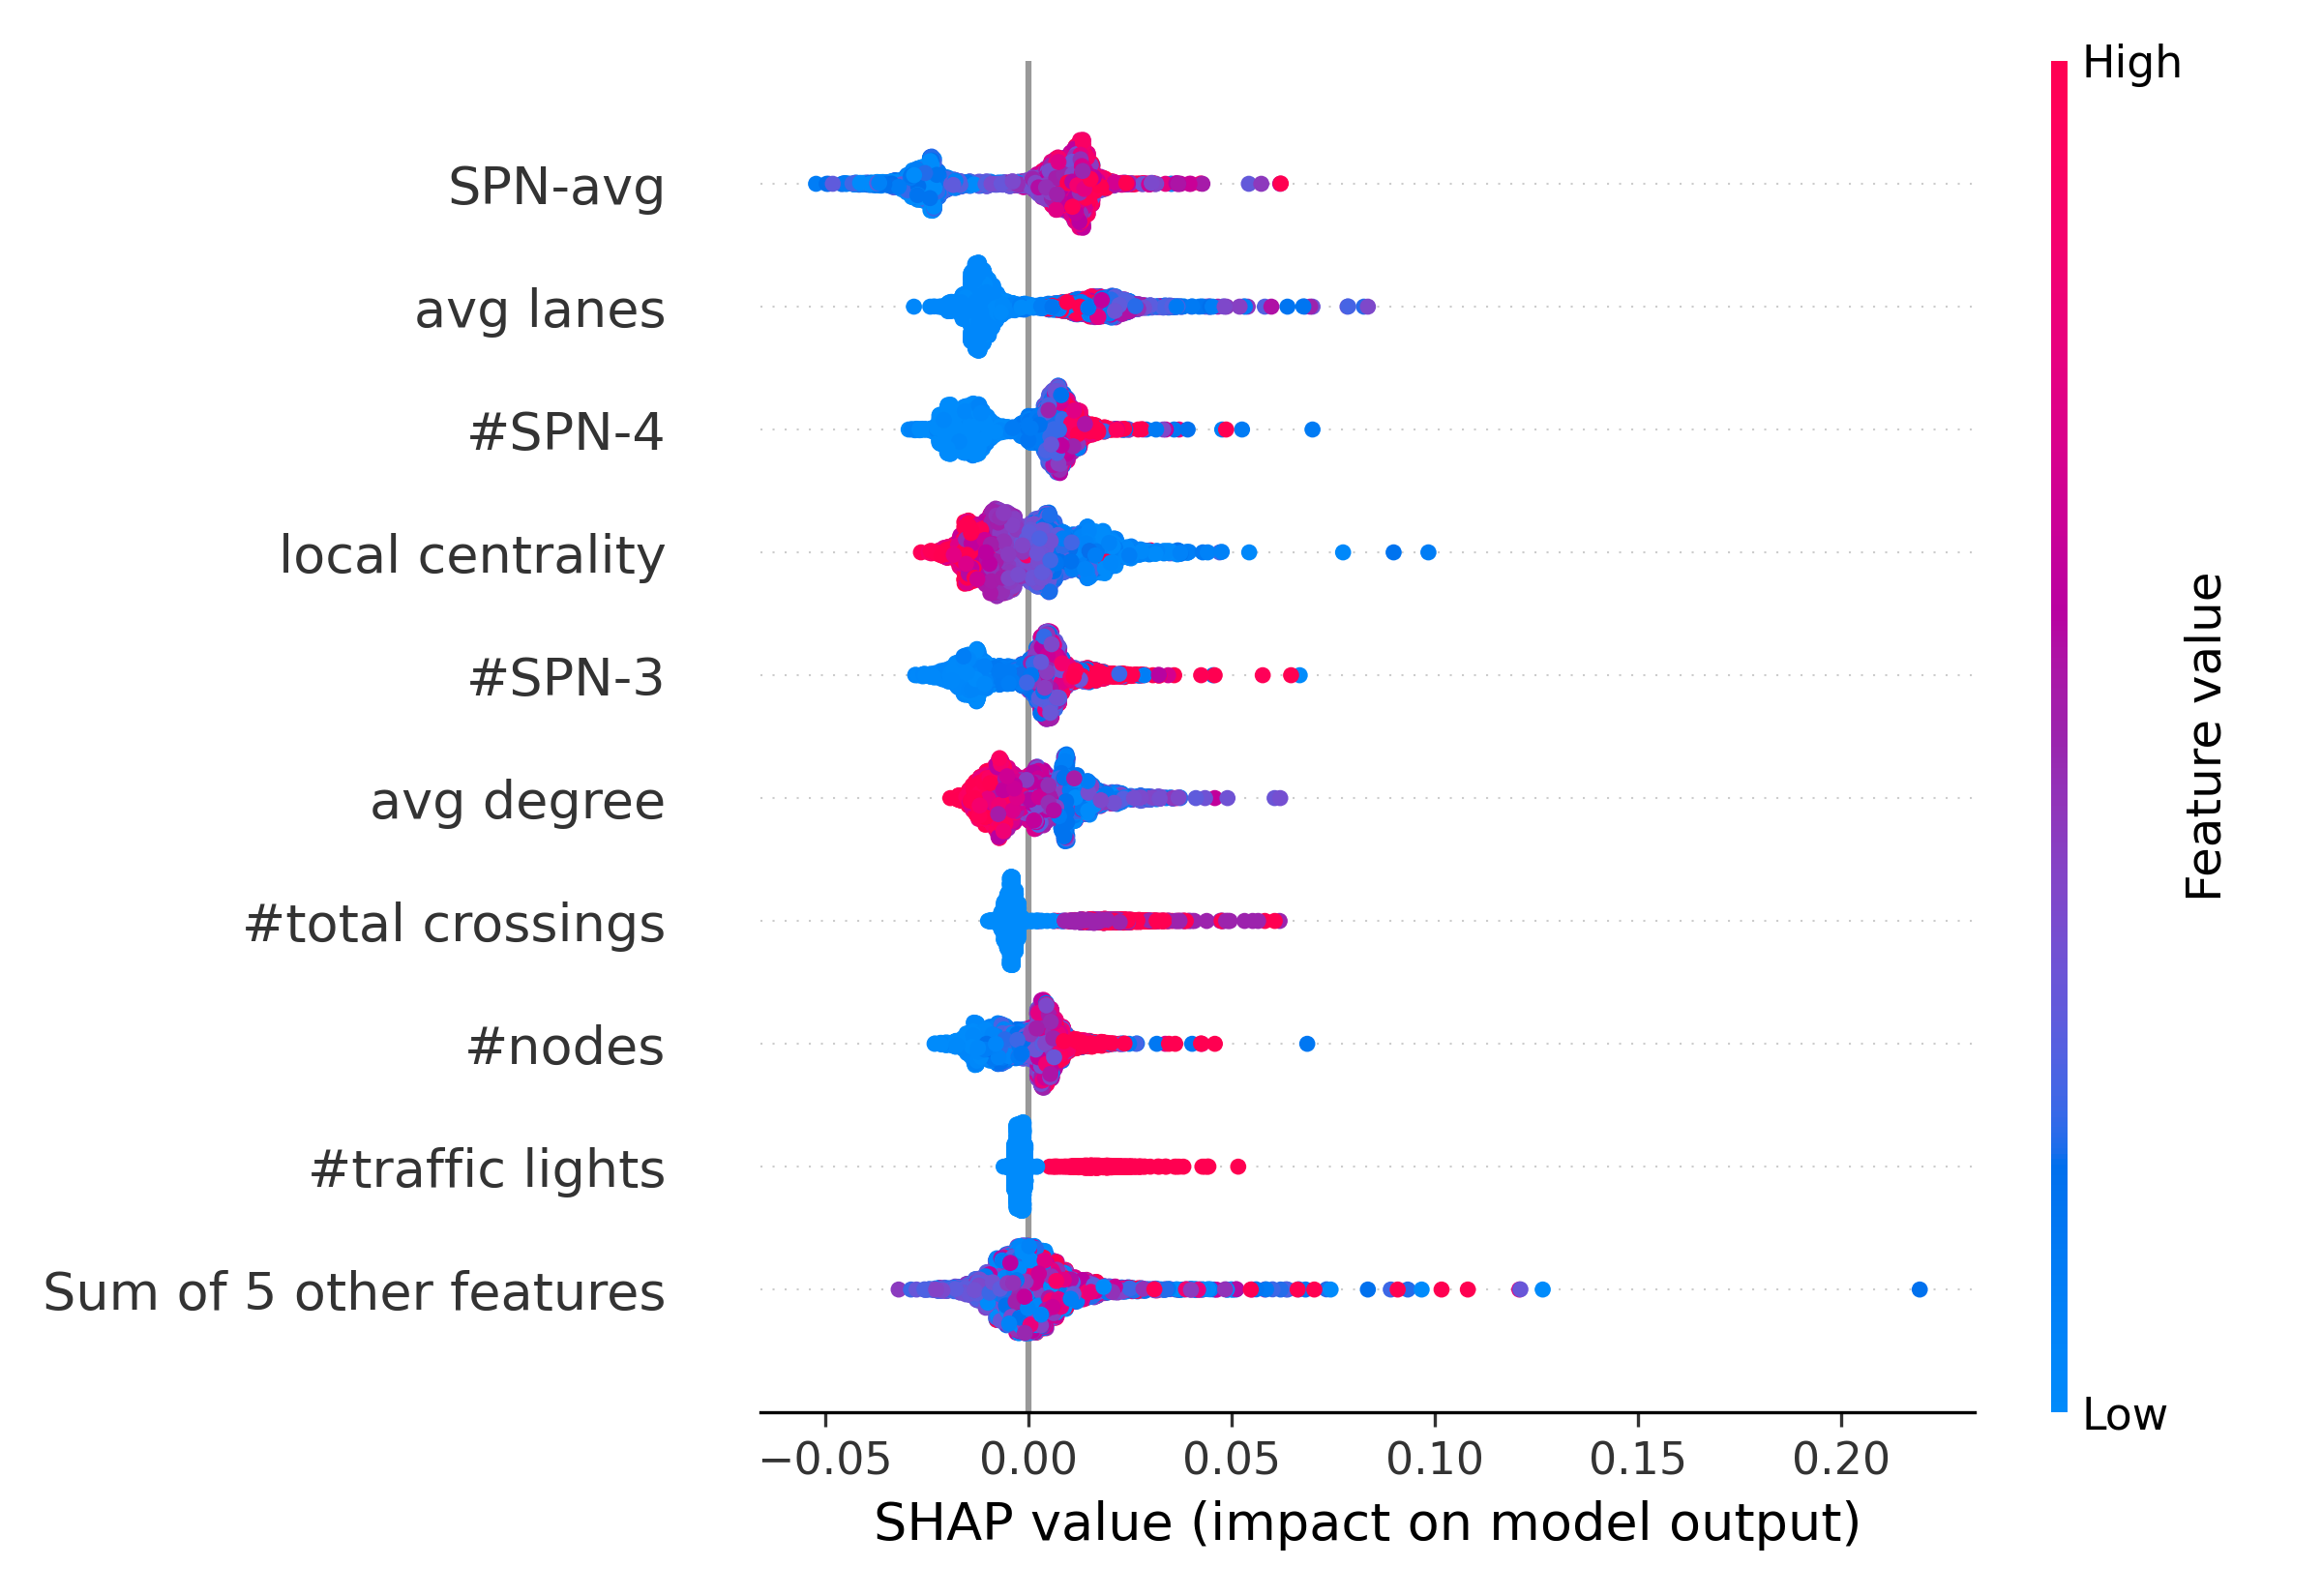 High
SPN-avg
avg lanes
#SPN-4
local centrality
#SPN-3
avg degree
#total crossings
#nodes
#traffic lights
Sum of 5 other features
Feature value
Low
−0.05 0.00 0.05 0.10 0.15 0.20
SHAP value (impact on model output)